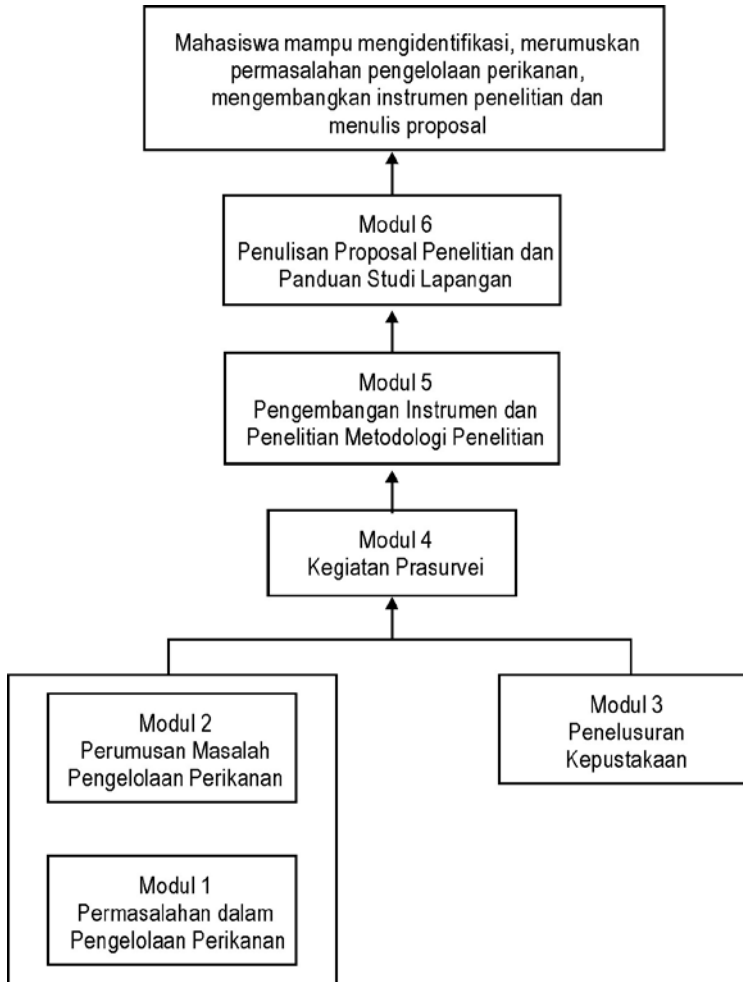 Mahasiswa mampu mengidentifikasi, merumuskan
permasalahan pengelolaan perikanan,
mengembangkan instrumen penelitian dan
menulis proposal
Modul 6
Penulisan Proposal Penelitian dan
Panduan Studi Lapangan
Modul 5
Pengembangan Instrumen dan
Penelitian Metodologi Penelitian
Modul 4
Kegiatan Prasurvei
Modul 2
Perumusan Masalah
Pengelolaan Perikanan
Modul 3
Penelusuran
Kepustakaan
Modul 1
Permasalahan dalam
Pengelolaan Perikanan